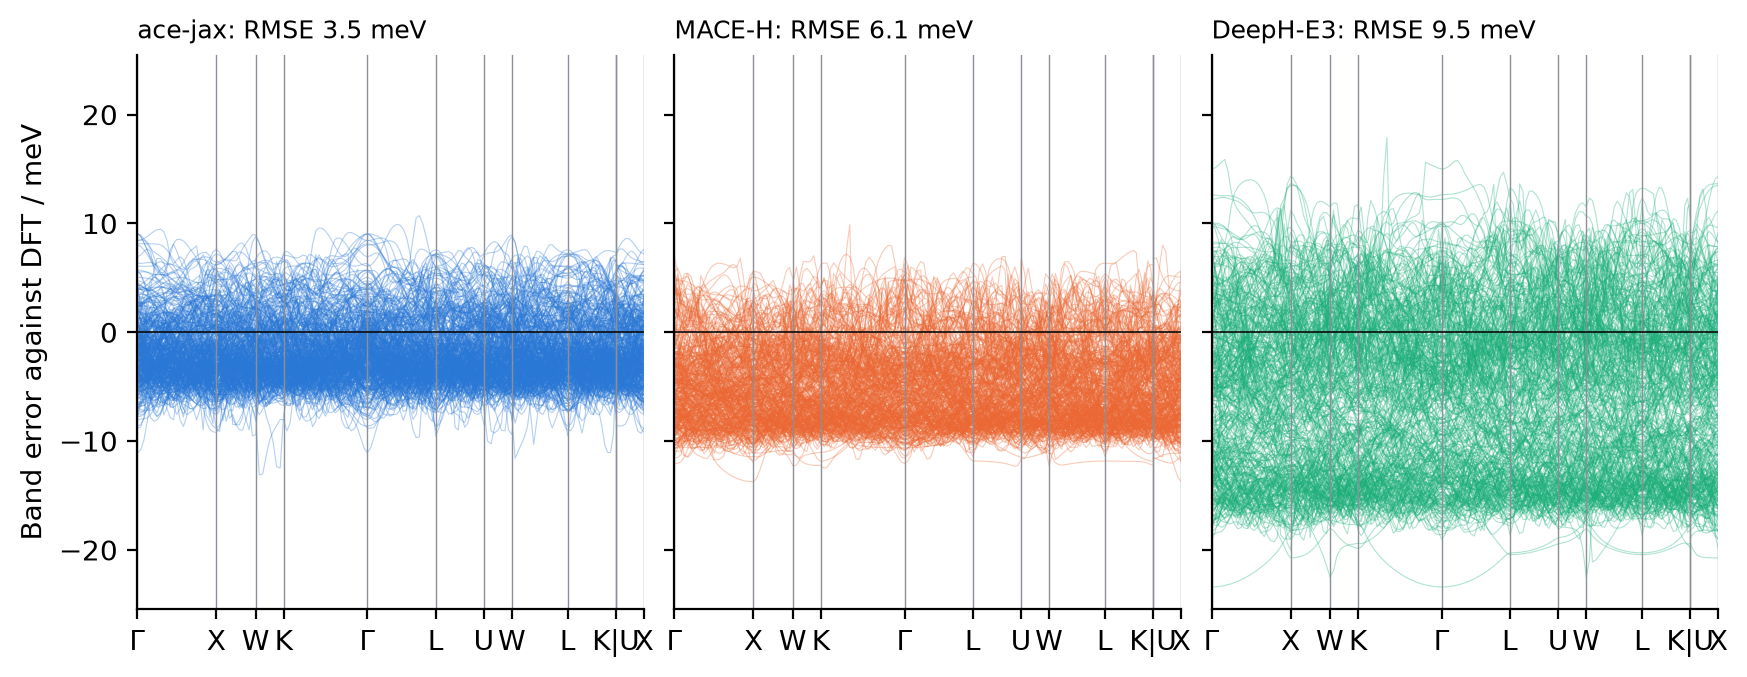 ace-jax: RMSE 3.5 meV
MACE-H: RMSE 6.1 meV
DeepH-E3: RMSE 9.5 meV
Band error against DFT / meV
20
10
0
−10
−20
Γ X W K Γ L U W L K|U X
Γ X W K Γ L U W L K|U X
Γ X W K Γ L U W L K|U X